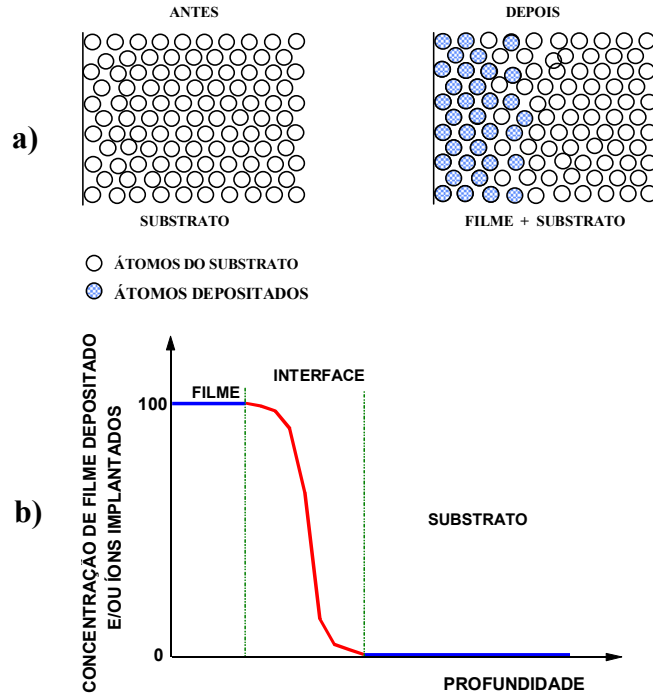 ANTES
DEPOIS
a)
SUBSTRATO
FILME + SUBSTRATO
ÁTOMOS DO SUBSTRATO
ÁTOMOS DEPOSITADOS
b)
CONCENTRAÇÃO DE FILME DEPOSITADO
E/OU ÍONS IMPLANTADOS
INTERFACE
FILME
100
SUBSTRATO
0
PROFUNDIDADE